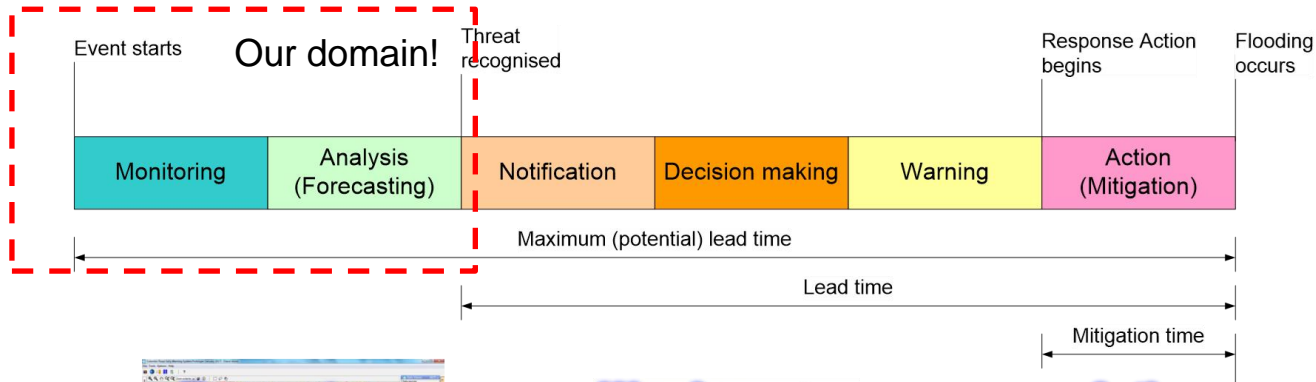 Event starts
Our domain!
Threat
recognised
Response Action
begins
Flooding
occurs
Monitoring
Analysis
(Forecasting)
Notification
Decision making
Warning
Action
(Mitigation)
Maximum (potential) lead time
Lead time
Mitigation time